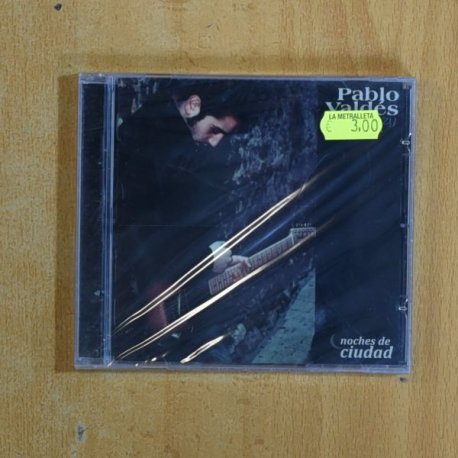 Pablo
Valdés
LA METRALLETA
€ 3.00
noches de
ciudad